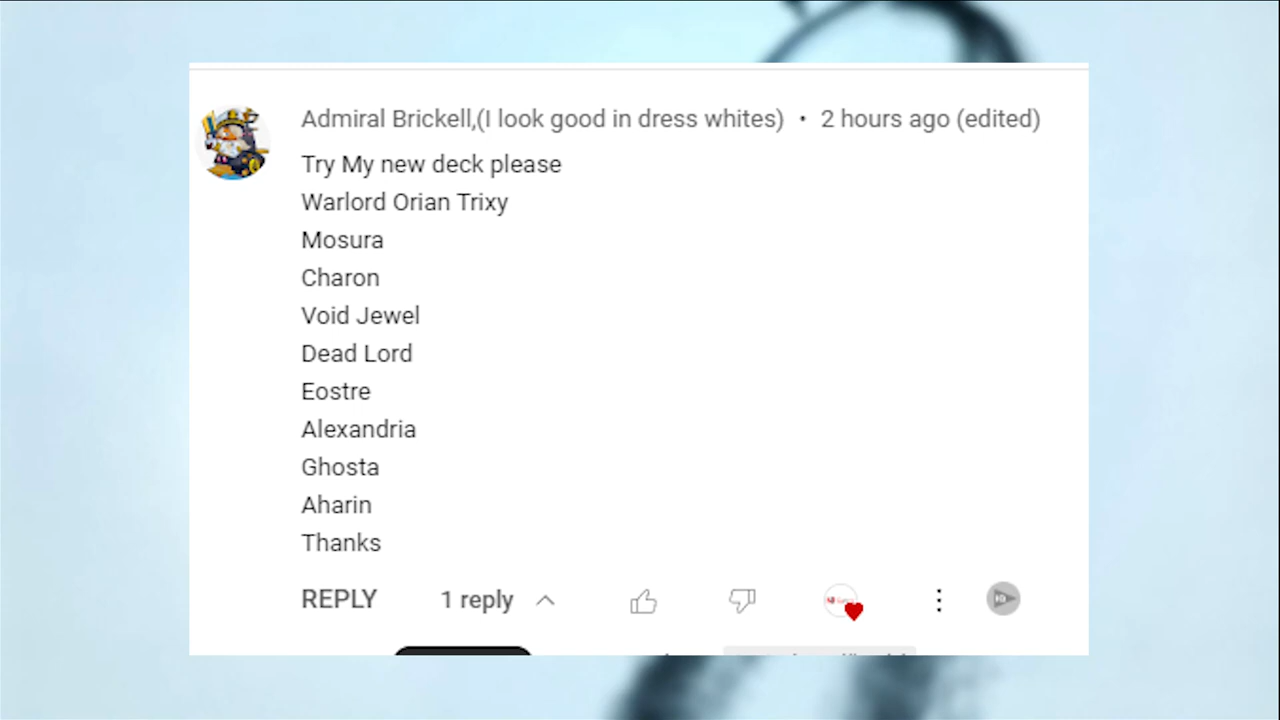 Admiral Brickell,(I look good in dress whites) • 2 hours ago (edited)
Try My new deck please
Warlord Orian Trixy
Mosura
Charon
Void Jewel
Dead Lord
Eostre
Alexandria
Ghosta
Aharin
Thanks
REPLY 1 reply